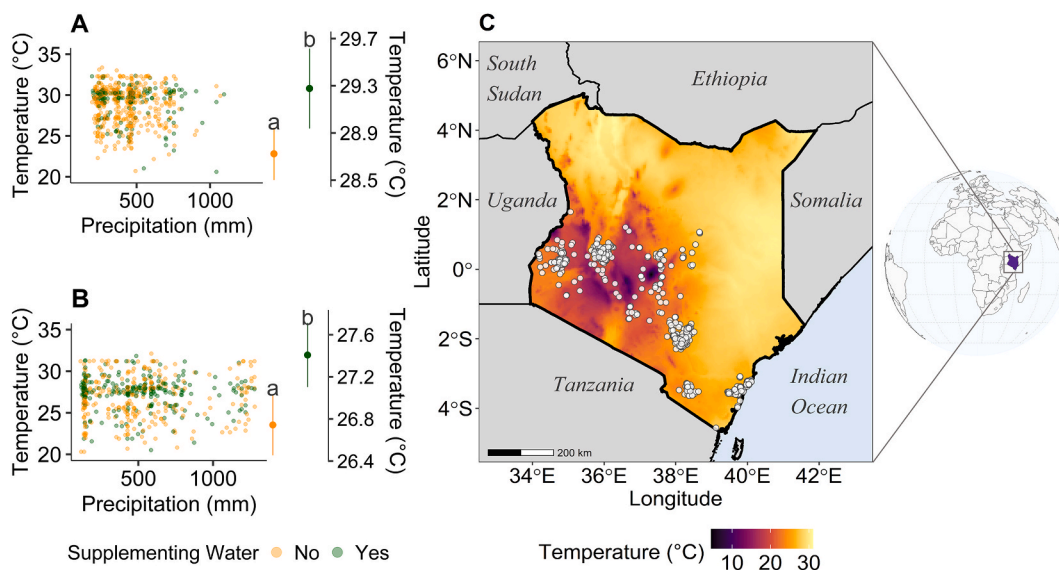 A
Temperature (°C)
35
30
25
20
500
1000
Precipitation (mm)
a
b
29.7
29.3
28.9
28.5
Temperature (°C)
B
Temperature (°C)
35
30
25
20
500
1000
Precipitation (mm)
a
b
27.6
27.2
26.8
26.4
Temperature (°C)
Supplementing Water No Yes
C
6°N
4°N
2°N
0°
2°S
4°S
Latitude
South
Sudan
Ethiopia
Uganda
Somalia
Tanzania
Indian
Ocean
200 km
34°E 36°E 38°E 40°E 42°E
Longitude
Temperature (°C)
10 20 30